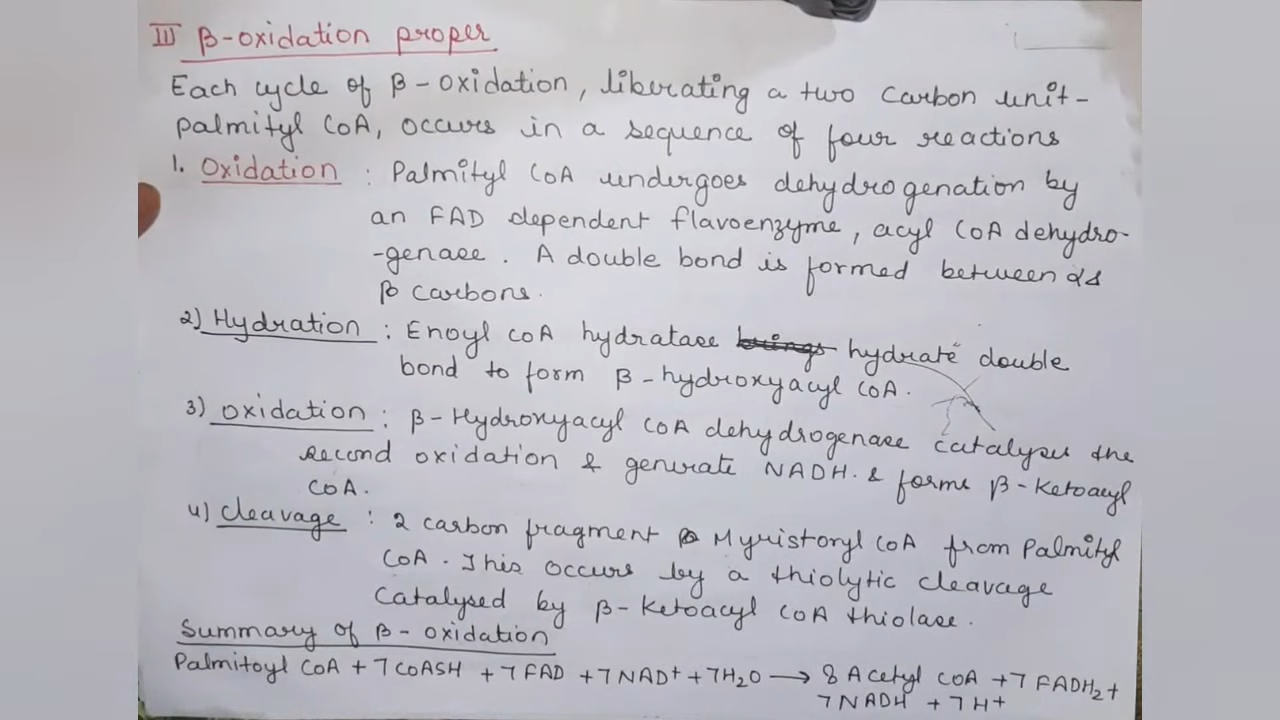 III β-oxidation proper
Each cycle of β-oxidation, liberating a two carbon unit-
palmityl CoA, occurs in a sequence of four reactions
1. Oxidation : Palmityl CoA undergoes dehydrogenation by
an FAD dependent flavoenzyme, acyl CoA dehydro-
-genase. A double bond is formed between α &
β carbons.
2) Hydration : Enoyl CoA hydratase hydrate double
bond to form β-hydroxyacyl CoA.
3) oxidation : β-Hydroxyacyl CoA dehydrogenase catalyses the
second oxidation & generate NADH. & forms β-Ketoacyl
CoA.
4) Cleavage : 2 carbon fragment Myristoryl CoA from Palmityl
CoA. This occurs by a thiolytic cleavage
Catalysed by β-Ketoacyl CoA thiolase.
Summary of β-oxidation
Palmitoyl CoA + 7 COASH + 7 FAD + 7 NAD+ + 7H2O → 8 Acetyl CoA + 7 FADH2 +
7 NADH + 7 H+